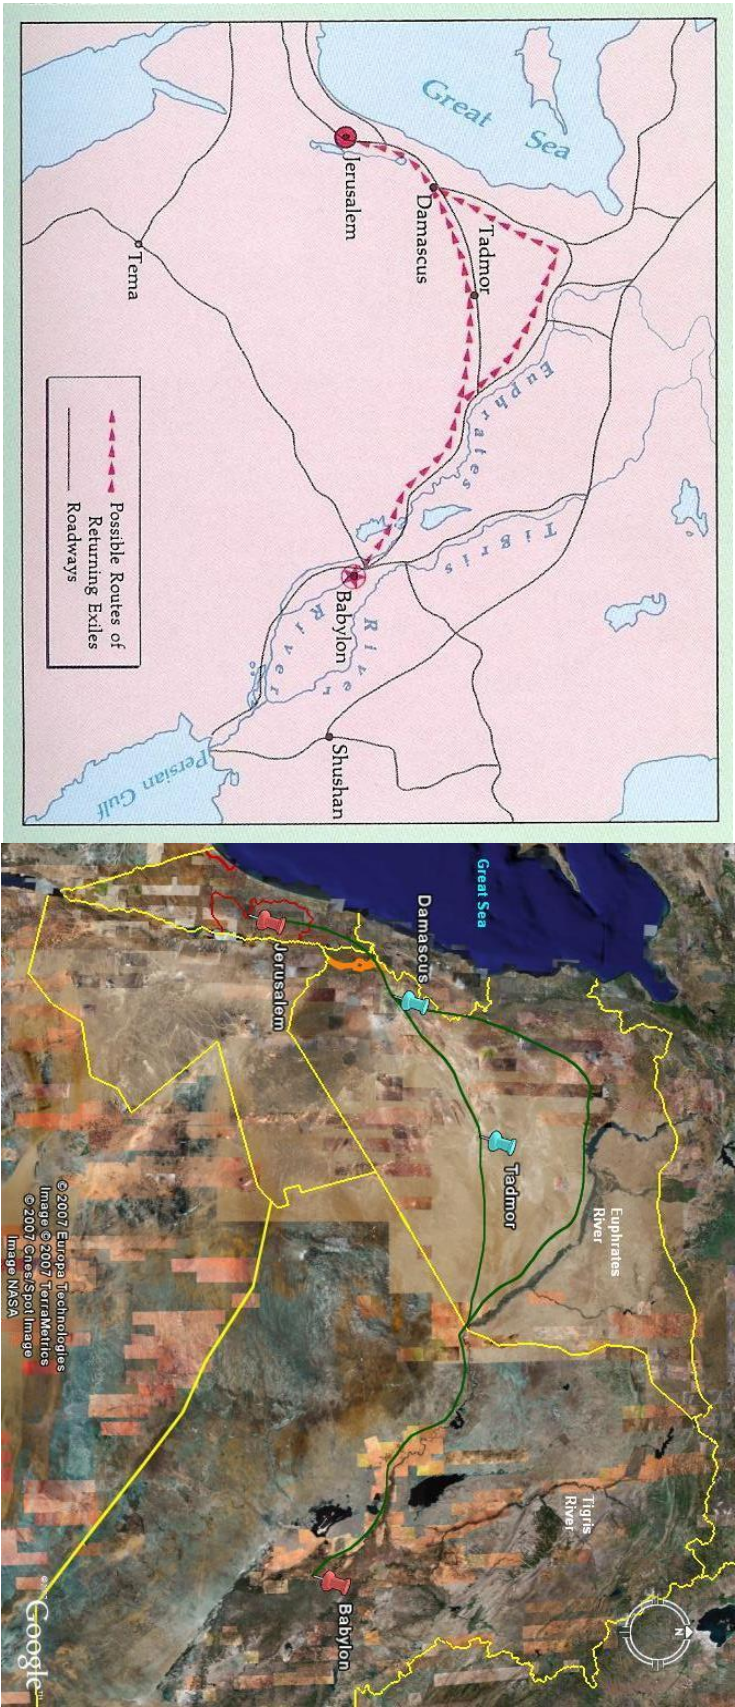 Great Sea
Jerusalem
Damascus
Tadmor
Tema
Euphrates
Tigris
River
River
Babylon
Shushan
Persian Gulf
Possible Routes of
Returning Exiles
Roadways
Great Sea
Damascus
Jerusalem
Tadmor
Euphrates
River
Tigris
River
Babylon
N
© 2007 Europa Technologies
Image © 2007 TerraMetrics
© 2007 Cnes/Spot Image
Image NASA
Google™